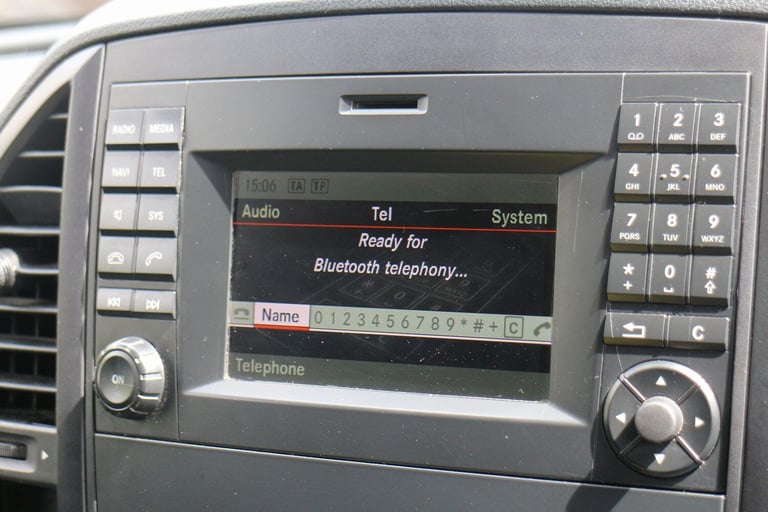 RADIO MEDIA
NAVI TEL
SYS
ON
15:06 TA TP
Audio Tel System
Ready for
Bluetooth telephony...
Name 0 1 2 3 4 5 6 7 8 9 * # + C
Telephone
1 2 ABC 3 DEF
4 GHI 5 JKL 6 MNO
7 PQRS 8 TUV 9 WXYZ
* + 0 #
C